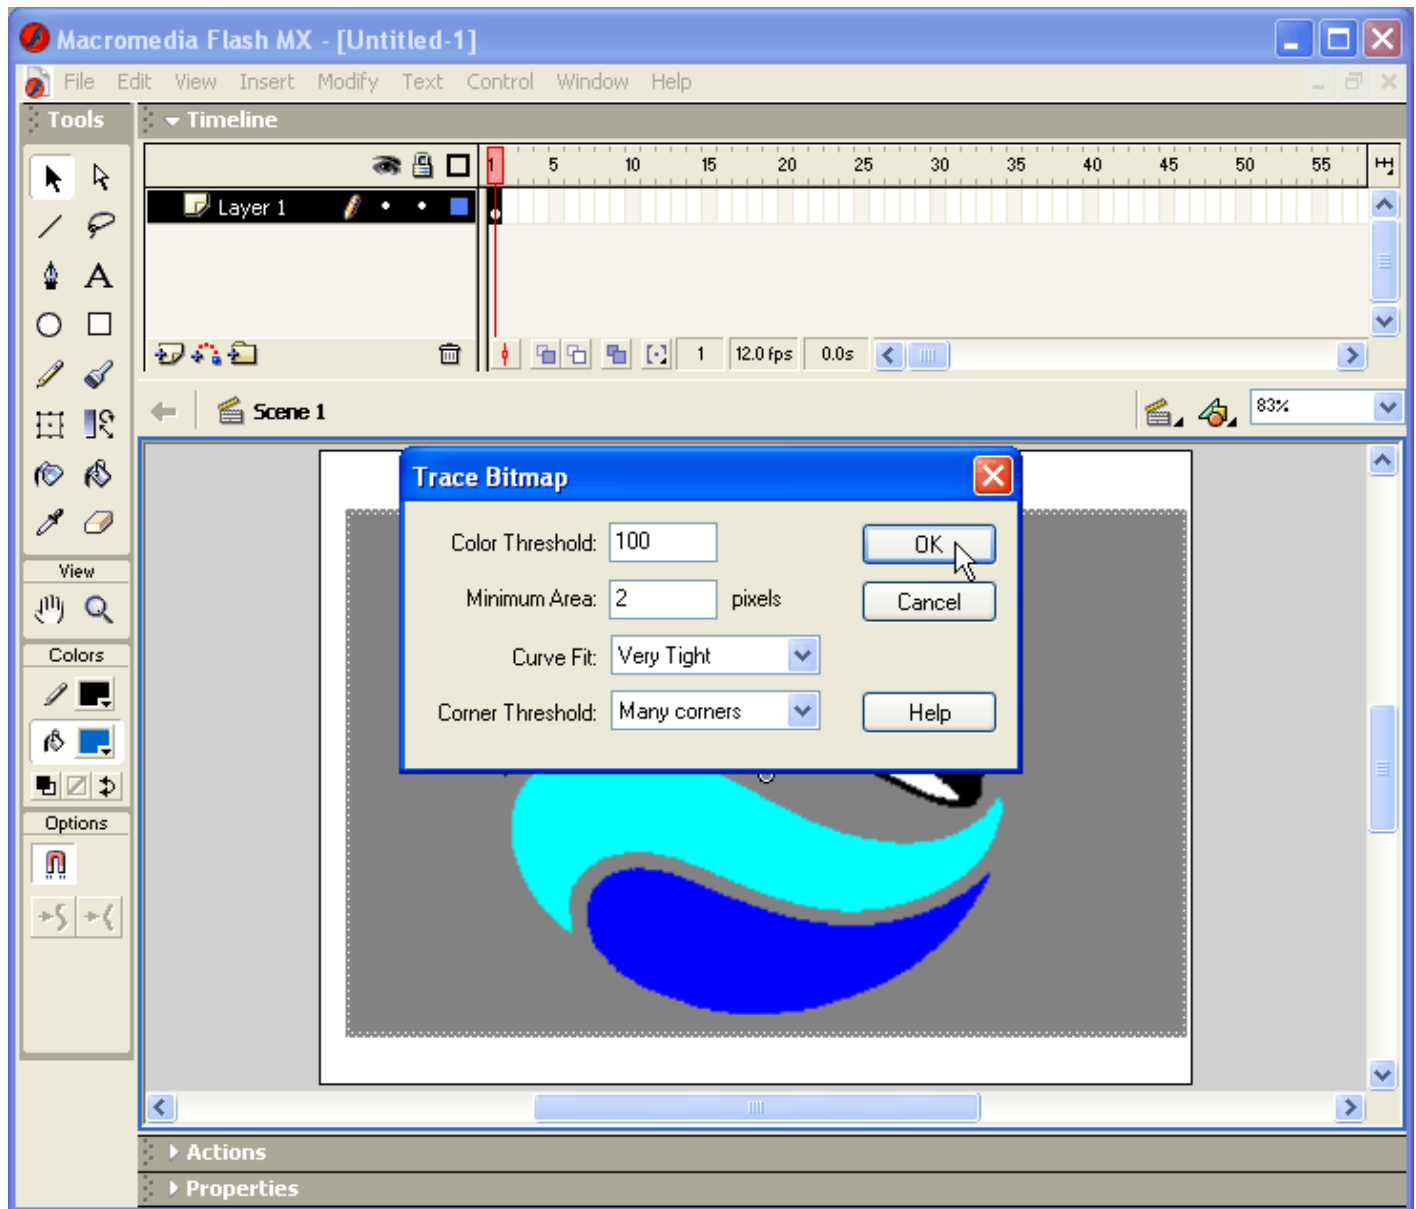 Macromedia Flash MX - [Untitled-1]
File Edit View Insert Modify Text Control Window Help
Tools
Timeline
1 5 10 15 20 25 30 35 40 45 50 55
Layer 1
A
1 12.0 fps 0.0s
Scene 1
83%
Trace Bitmap
Color Threshold: 100
OK
Minimum Area: 2 pixels
Cancel
Curve Fit: Very Tight
Corner Threshold: Many corners
Help
View
Colors
Options
Actions
Properties